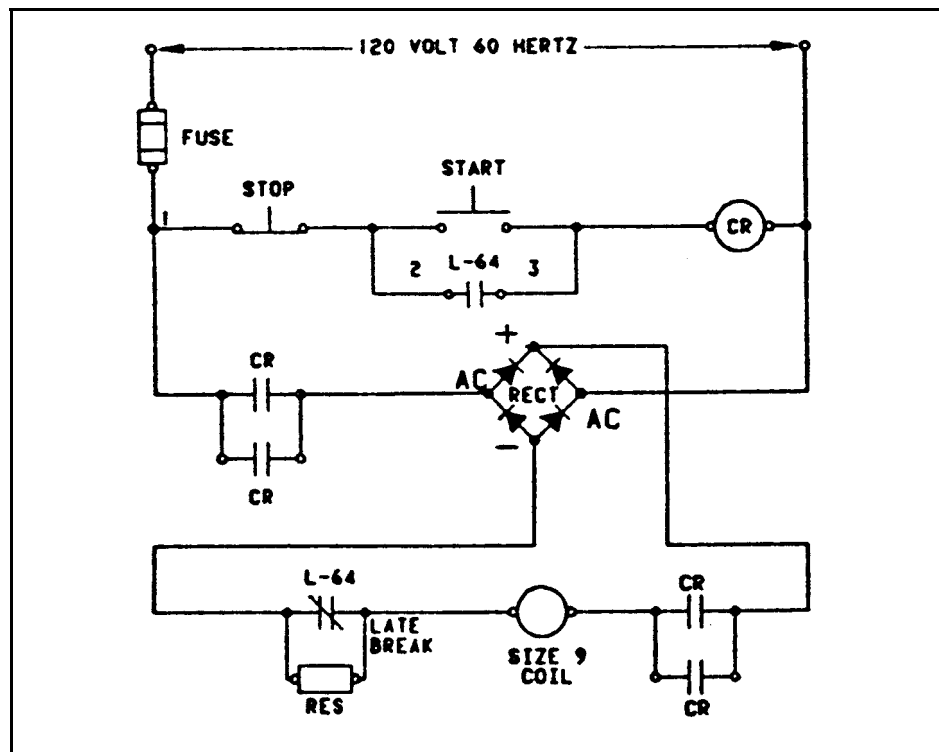 120 VOLT 60 HERTZ
FUSE
START
STOP
1
CR
2 L-64 3
+
CR
AC RECT AC
−
CR
L-64
CR
LATE
BREAK
SIZE 9
COIL
RES
CR